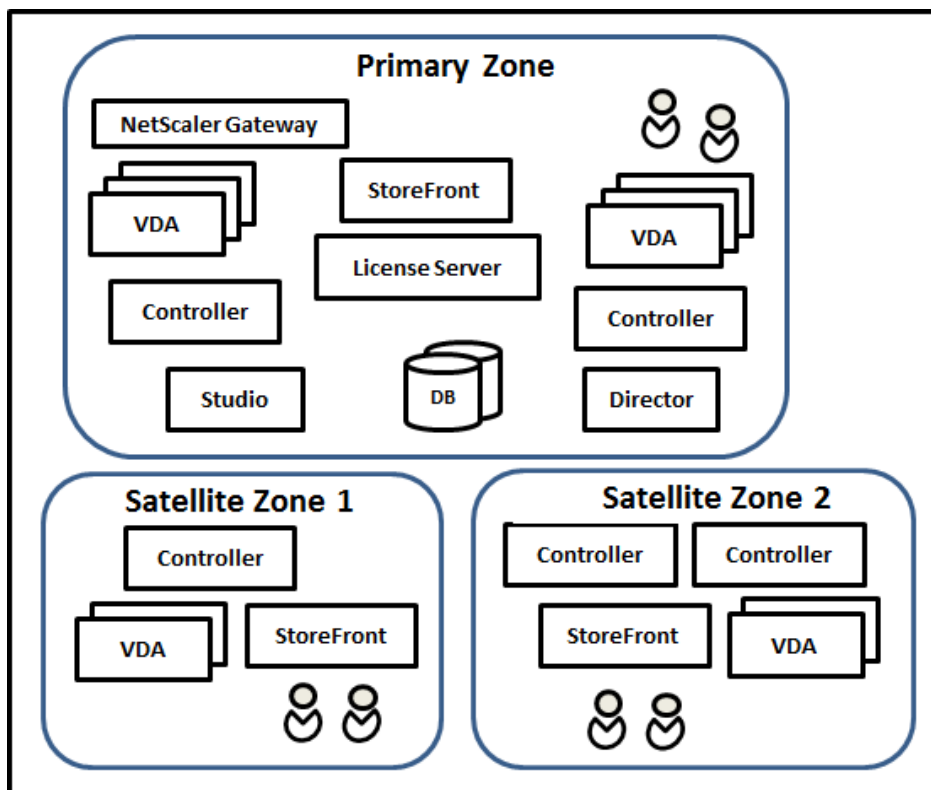 Primary Zone
NetScaler Gateway
StoreFront
VDA
VDA
License Server
Controller
Controller
Studio
DB
Director
Satellite Zone 1
Controller
VDA
StoreFront
Satellite Zone 2
Controller
Controller
StoreFront
VDA